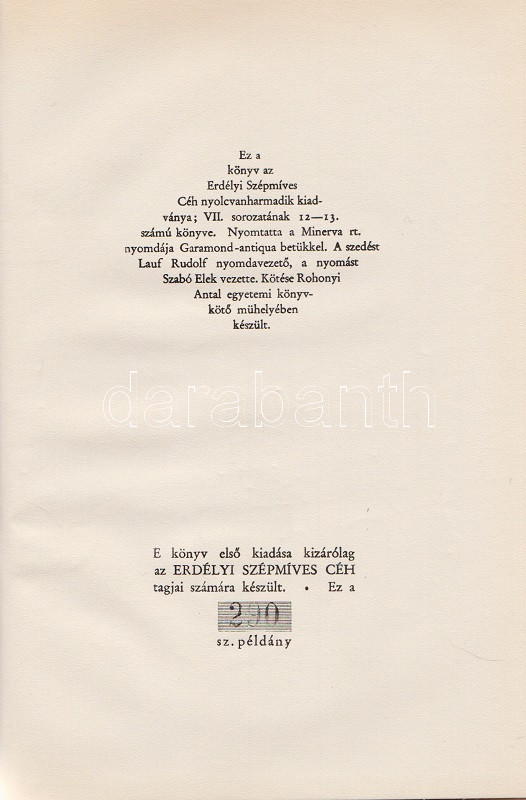 Ez a
könyv az
Erdélyi Szépmíves
Céh nyolcvanharmadik kiad-
ványa; VII. sorozatának 12—13.
számú könyve. Nyomtatta a Minerva rt.
nyomdája Garamond-antiqua betükkel. A szedést
Lauf Rudolf nyomdavezető, a nyomást
Szabó Elek vezette. Kötése Rohonyi
Antal egyetemi könyv-
kötő műhelyében
készült.
darabanth
E könyv első kiadása kizárólag
az ERDÉLYI SZÉPMÍVES CÉH
tagjai számára készült. • Ez a
290
sz. példány